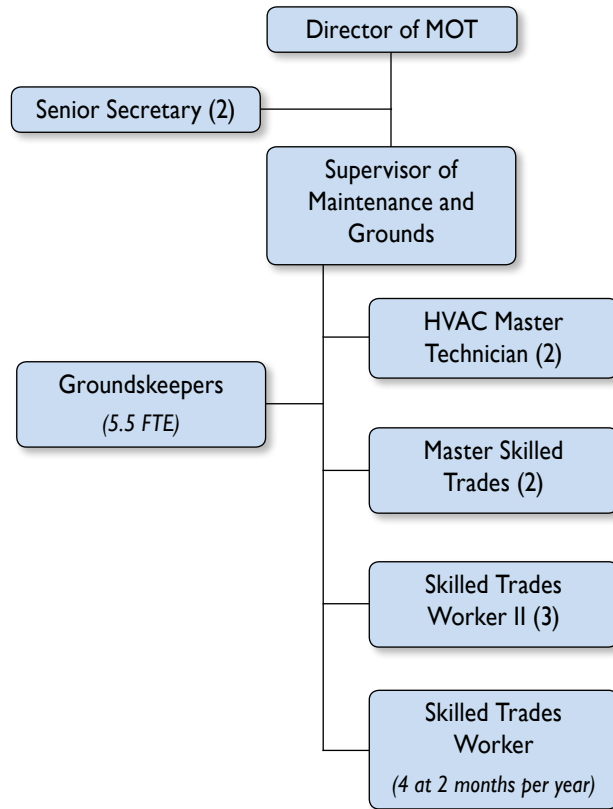 Director of MOT
Senior Secretary (2)
Supervisor of
Maintenance and
Grounds
HVAC Master
Technician (2)
Groundskeepers
(5.5 FTE)
Master Skilled
Trades (2)
Skilled Trades
Worker II (3)
Skilled Trades
Worker
(4 at 2 months per year)